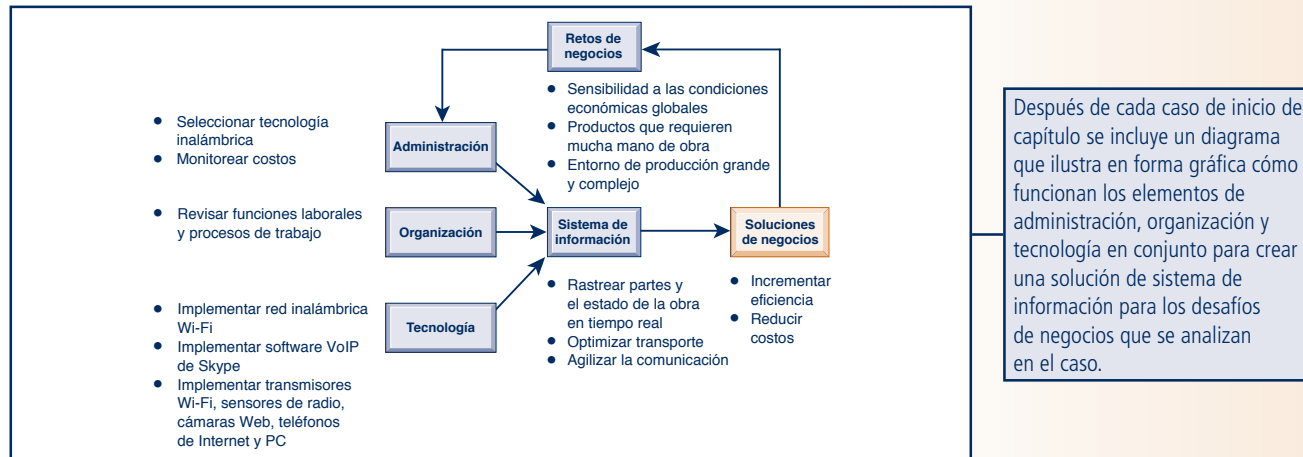 Retos de
negocios
● Sensibilidad a las condiciones
económicas globales
● Productos que requieren
mucha mano de obra
● Entorno de producción grande
y complejo
● Seleccionar tecnología
inalámbrica
● Monitorear costos
Administración
● Revisar funciones laborales
y procesos de trabajo
Organización
Sistema de
información
Soluciones
de negocios
● Rastrear partes y
el estado de la obra
en tiempo real
● Optimizar transporte
● Agilizar la comunicación
● Incrementar
eficiencia
● Reducir
costos
● Implementar red inalámbrica
Wi-Fi
● Implementar software VoIP
de Skype
● Implementar transmisores
Wi-Fi, sensores de radio,
cámaras Web, teléfonos
de Internet y PC
Tecnología
Después de cada caso de inicio de
capítulo se incluye un diagrama
que ilustra en forma gráfica cómo
funcionan los elementos de
administración, organización y
tecnología en conjunto para crear
una solución de sistema de
información para los desafíos
de negocios que se analizan
en el caso.